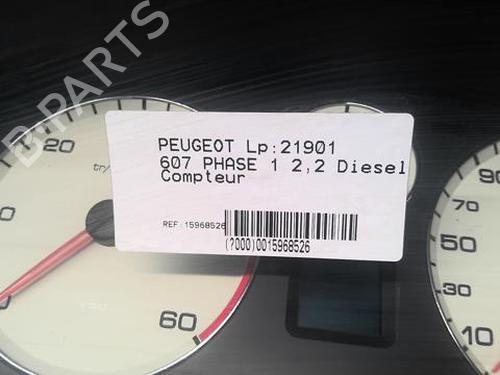 B-PARTS
PEUGEOT Lp:21901
607 PHASE 1 2,2 Diesel
Compteur
REF:15968526
(?000)0015968526
20
60
90
70
50
30
10